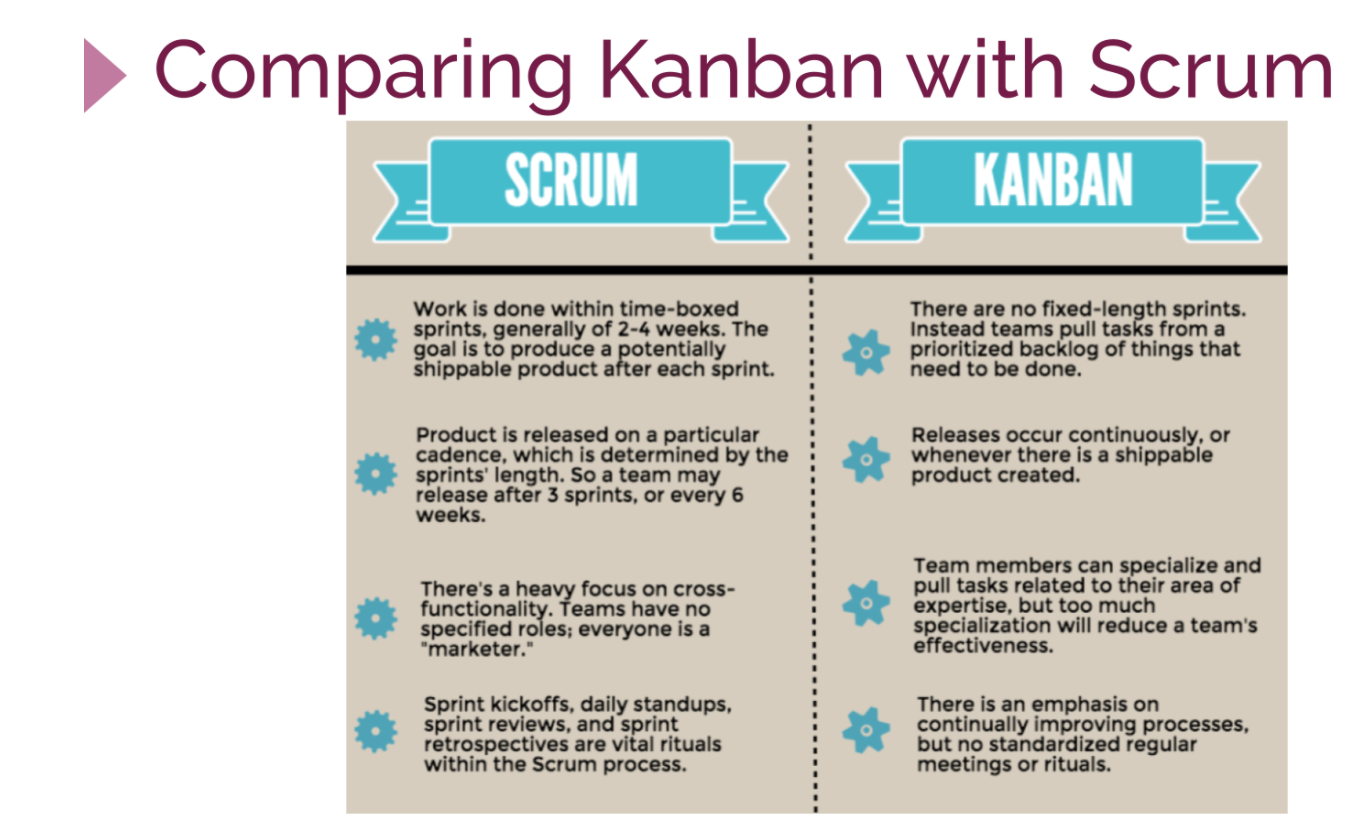 Comparing Kanban with Scrum
SCRUM
Work is done within time-boxed
sprints, generally of 2-4 weeks. The
goal is to produce a potentially
shippable product after each sprint.
Product is released on a particular
cadence, which is determined by the
sprints' length. So a team may
release after 3 sprints, or every 6
weeks.
There's a heavy focus on cross-
functionality. Teams have no
specified roles; everyone is a
"marketer."
Sprint kickoffs, daily standups,
sprint reviews, and sprint
retrospectives are vital rituals
within the Scrum process.
KANBAN
There are no fixed-length sprints.
Instead teams pull tasks from a
prioritized backlog of things that
need to be done.
Releases occur continuously, or
whenever there is a shippable
product created.
Team members can specialize and
pull tasks related to their area of
expertise, but too much
specialization will reduce a team's
effectiveness.
There is an emphasis on
continually improving processes,
but no standardized regular
meetings or rituals.